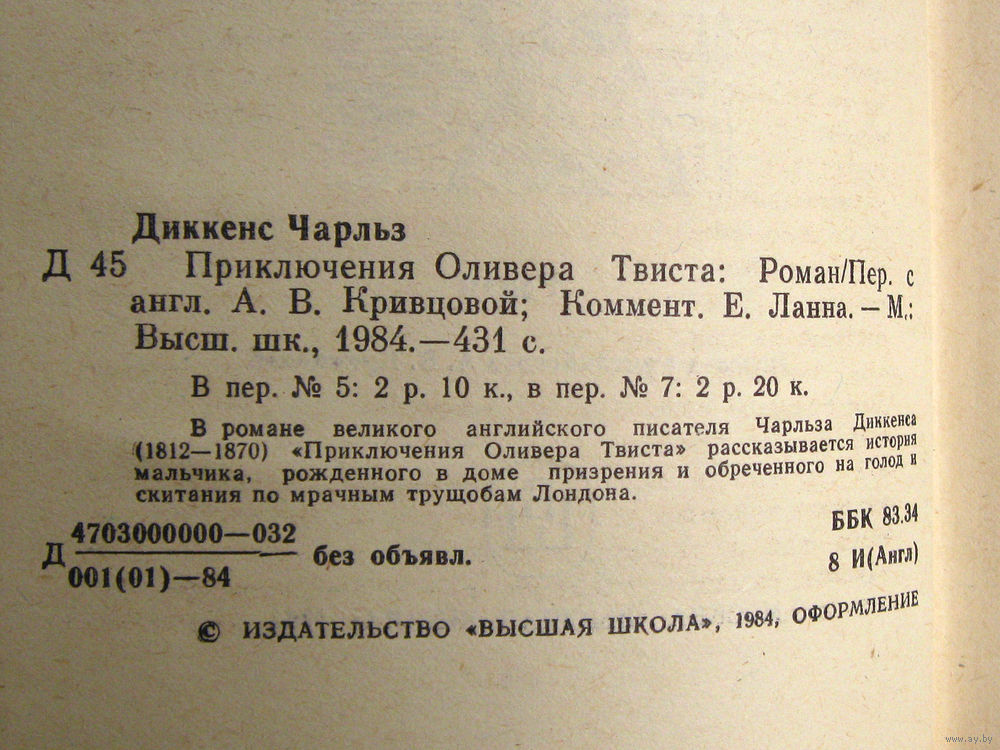 Диккенс Чарльз
Д 45 Приключения Оливера Твиста: Роман/Пер. с
англ. А. В. Кривцовой; Коммент. Е. Ланна. — М.:
Высш. шк., 1984.—431 с.
В пер. № 5: 2 р. 10 к., в пер. № 7: 2 р. 20 к.
В романе великого английского писателя Чарльза Диккенса
(1812—1870) «Приключения Оливера Твиста» рассказывается история
мальчика, рожденного в доме призрения и обреченного на голод и
скитания по мрачным трущобам Лондона.
4703000000—032
Д
001(01)—84
без объявл.
ББК 83.34
8 И(Англ)
© ИЗДАТЕЛЬСТВО «ВЫСШАЯ ШКОЛА», 1984, ОФОРМЛЕНИЕ
www.ay.by